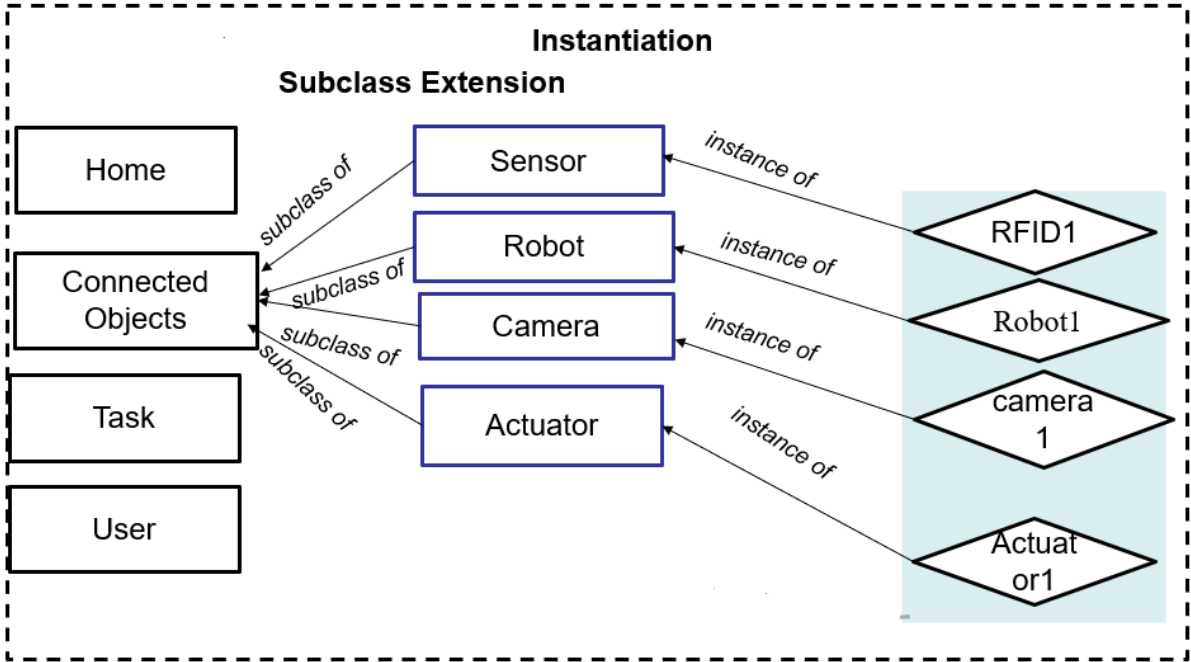 Instantiation
Subclass Extension
Home
Connected
Objects
Task
User
subclass of
subclass of
subclass of
subclass of
Sensor
Robot
Camera
Actuator
instance of
instance of
instance of
instance of
RFID1
Robot1
camera
1
Actuat
or1